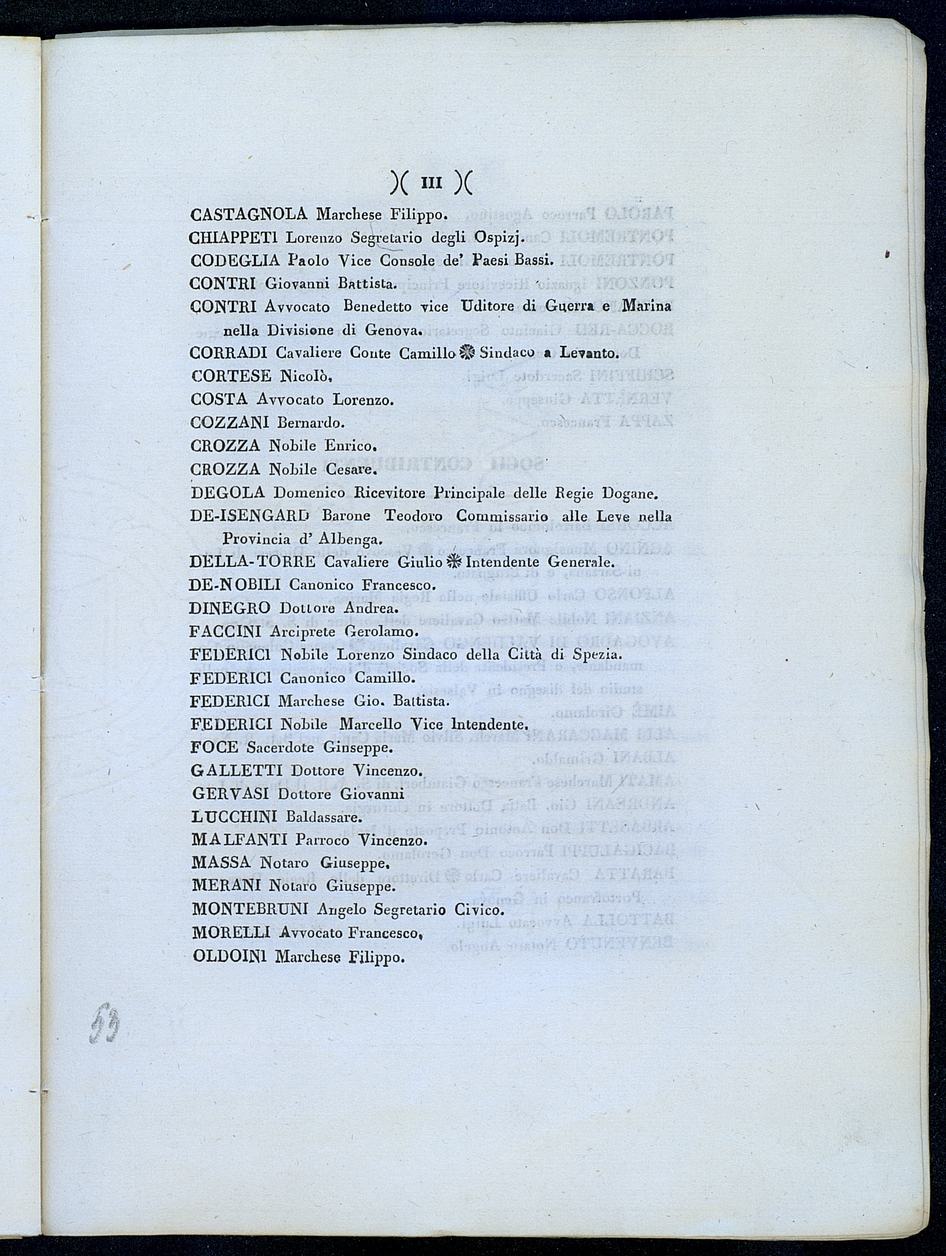 )( III )(
CASTAGNOLA Marchese Filippo.
CHIAPPETI Lorenzo Segretario degli Ospizj.
CODEGLIA Paolo Vice Console de' Paesi Bassi.
CONTRI Giovanni Battista.
CONTRI Avvocato Benedetto vice Uditore di Guerra e Marina
nella Divisione di Genova.
CORRADI Cavaliere Conte Camillo ❋ Sindaco a Levanto.
CORTESE Nicolò,
COSTA Avvocato Lorenzo.
COZZANI Bernardo.
CROZZA Nobile Enrico.
CROZZA Nobile Cesare.
DEGOLA Domenico Ricevitore Principale delle Regie Dogane.
DE-ISENGARD Barone Teodoro Commissario alle Leve nella
Provincia d' Albenga.
DELLA-TORRE Cavaliere Giulio ❋ Intendente Generale.
DE-NOBILI Canonico Francesco.
DINEGRO Dottore Andrea.
FACCINI Arciprete Gerolamo.
FEDERICI Nobile Lorenzo Sindaco della Città di Spezia.
FEDERICI Canonico Camillo.
FEDERICI Marchese Gio. Battista.
FEDERICI Nobile Marcello Vice Intendente.
FOCE Sacerdote Ginseppe.
GALLETTI Dottore Vincenzo.
GERVASI Dottore Giovanni
LUCCHINI Baldassare.
MALFANTI Parroco Vincenzo.
MASSA Notaro Giuseppe,
MERANI Notaro Giuseppe.
MONTEBRUNI Angelo Segretario Civico.
MORELLI Avvocato Francesco,
OLDOINI Marchese Filippo.
53